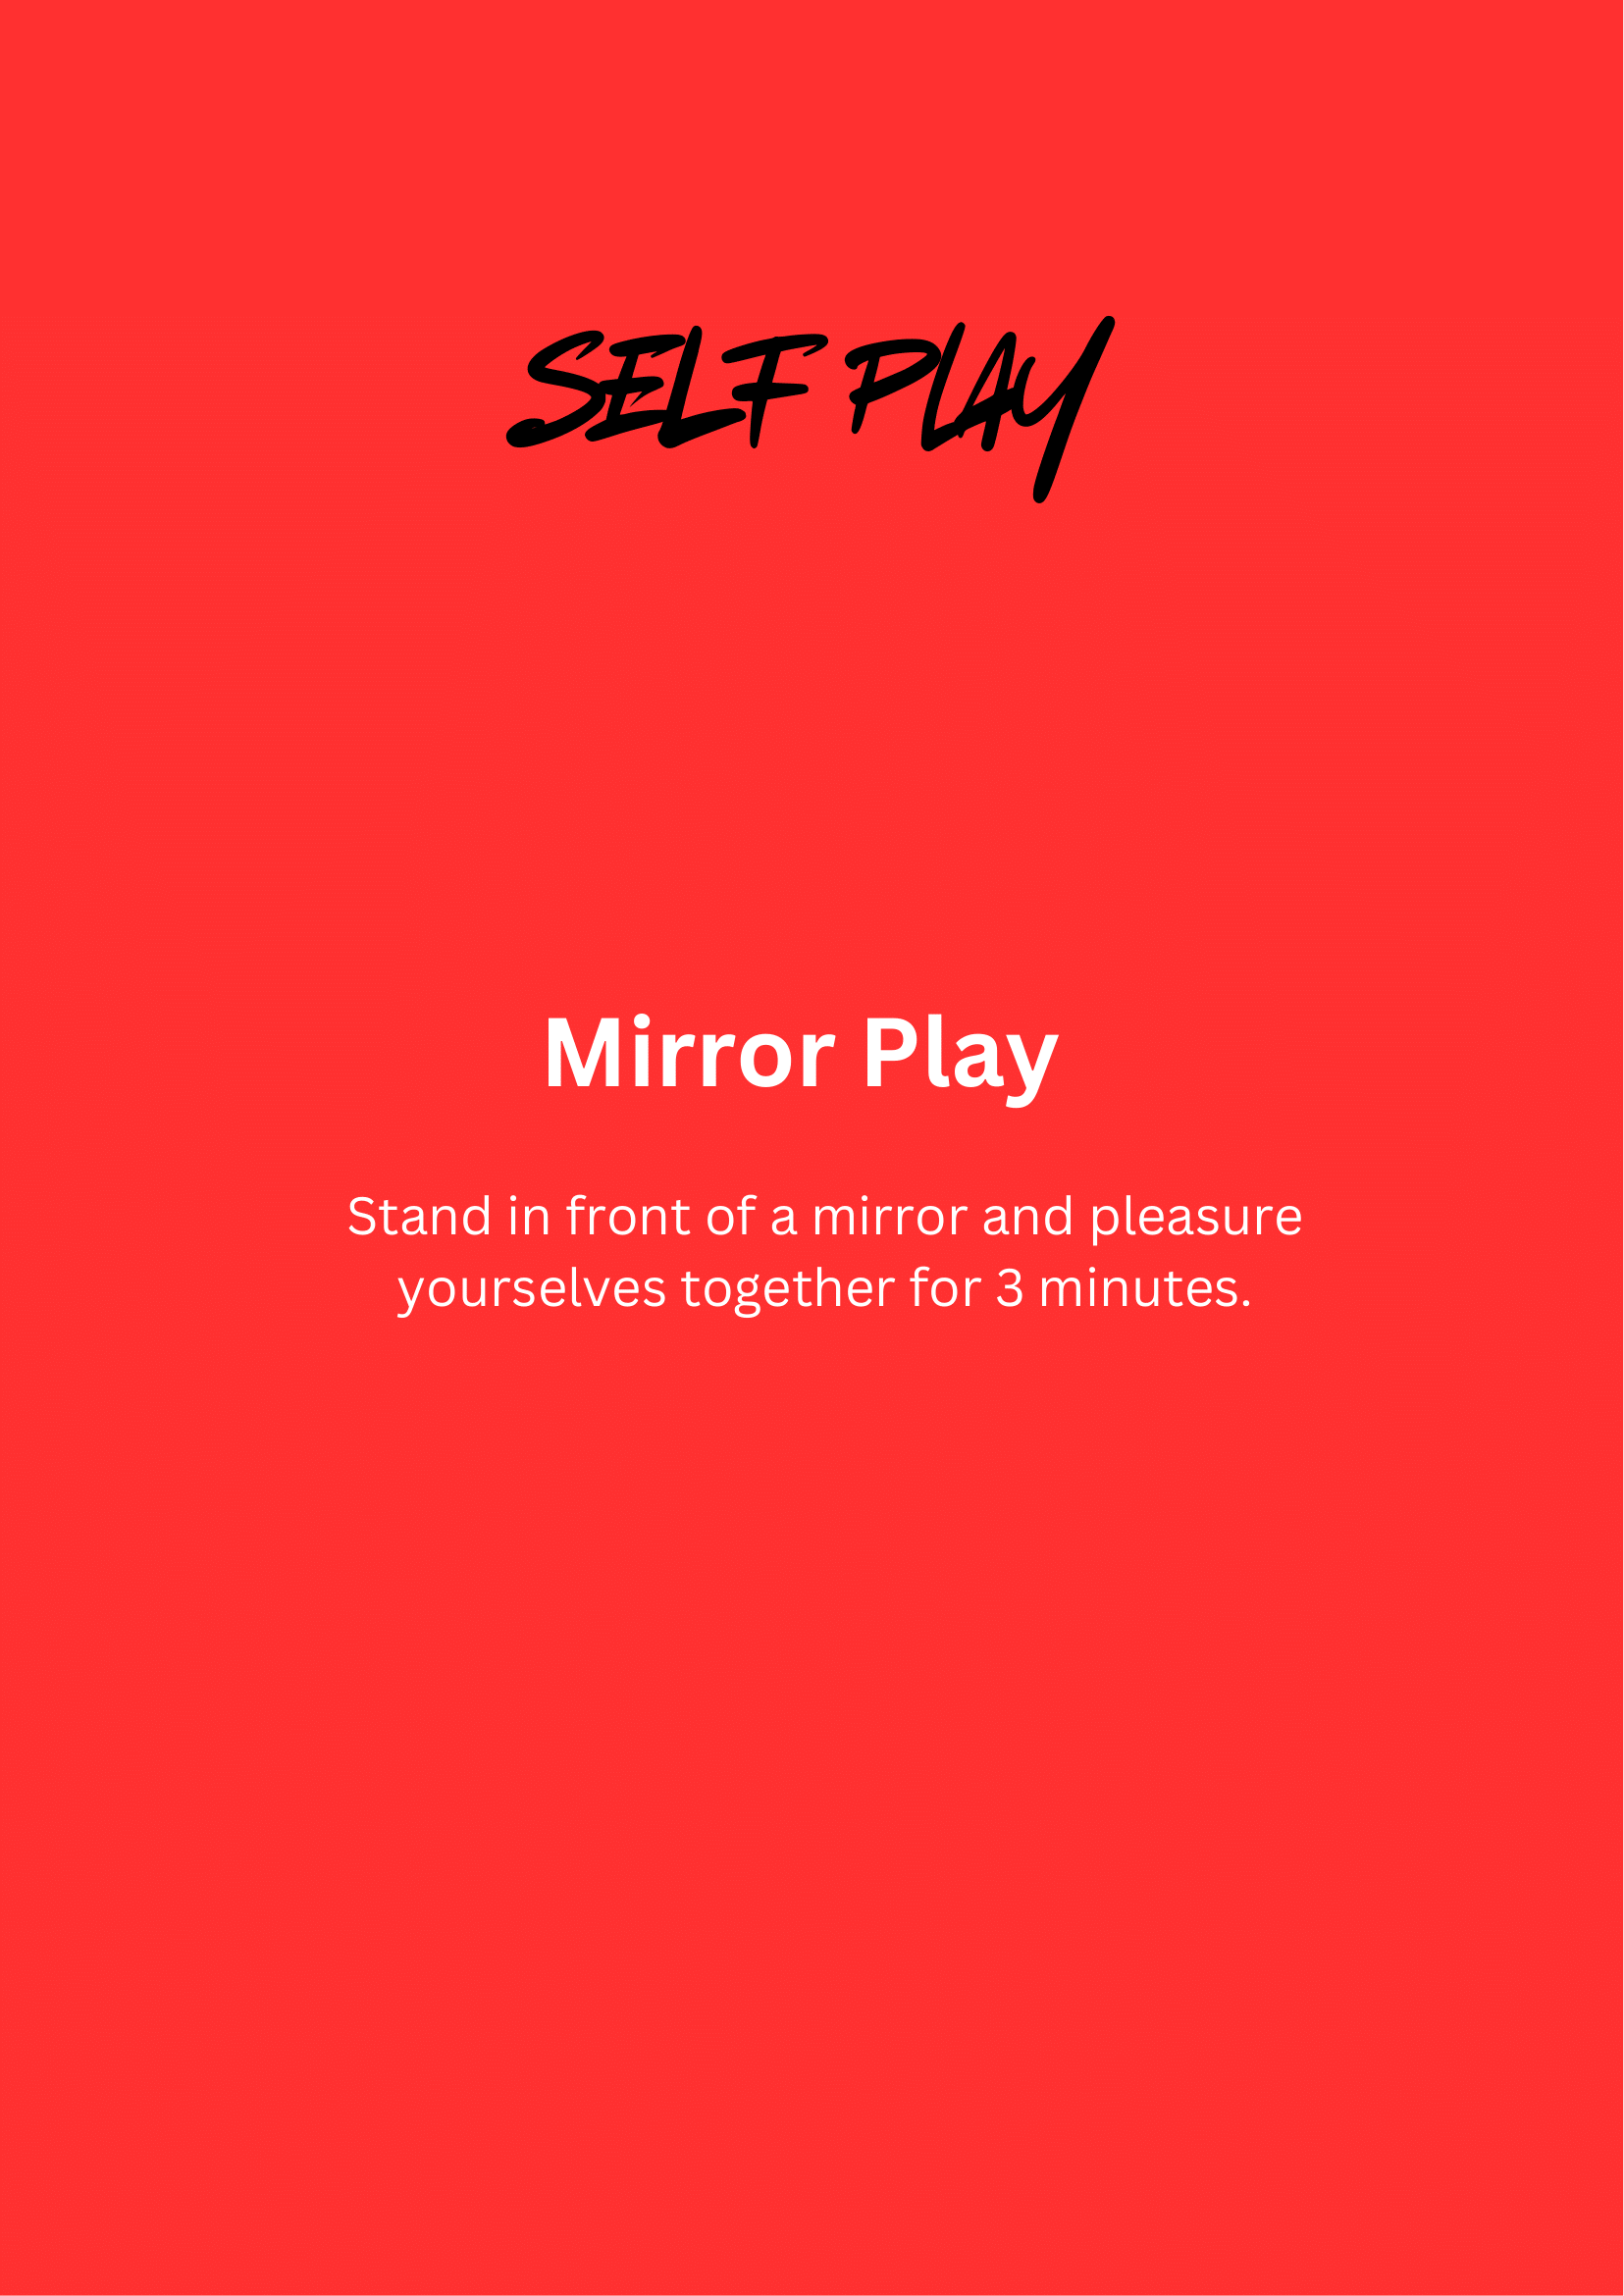 SELF PLAY
Mirror Play
Stand in front of a mirror and pleasure
yourselves together for 3 minutes.